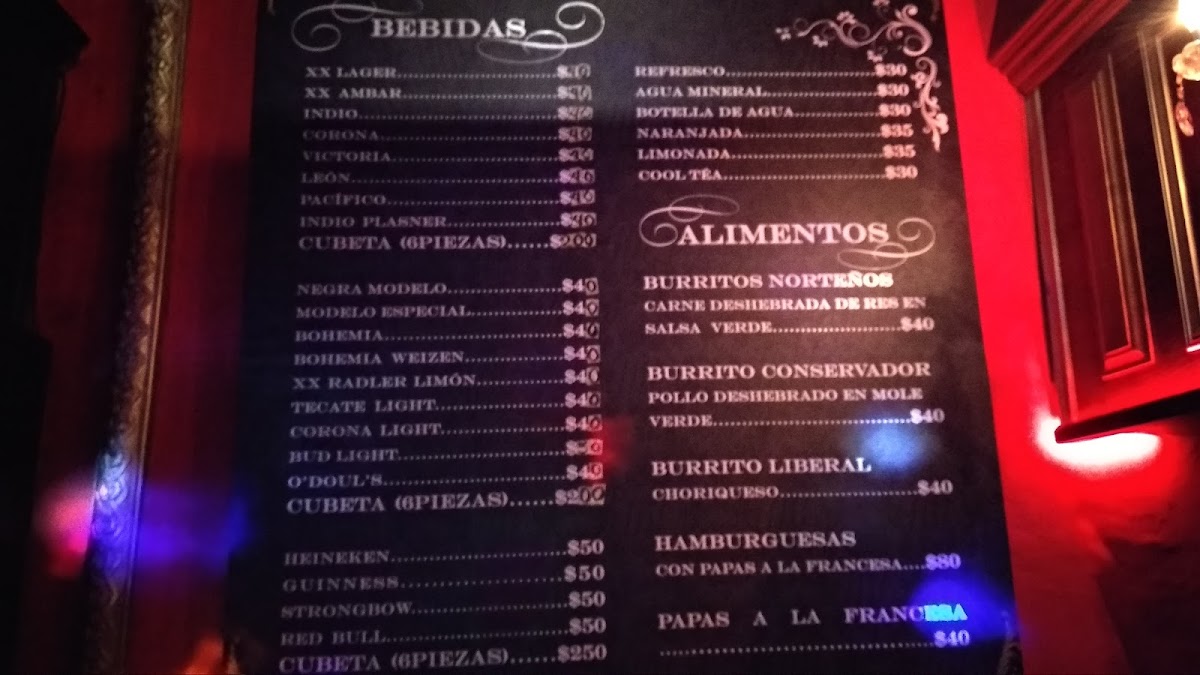 BEBIDAS
XX LAGER
XX AMBAR
INDIO
CORONA
VICTORIA
LEÓN
PACÍFICO
INDIO PLASNER
CUBETA (6PIEZAS)......$200
NEGRA MODELO....................$40
MODELO ESPECIAL................$40
BOHEMIA...............................$40
BOHEMIA WEIZEN.................$40
XX RADLER LIMÓN...............$40
TECATE LIGHT......................$40
CORONA LIGHT.....................$40
BUD LIGHT
O'DOUL'S...............................$40
CUBETA (6PIEZAS)......$200
HEINEKEN.............................$50
GUINNESS.....................$50
STRONGBOW.........................$50
RED BULL.............................$50
CUBETA (6PIEZAS)......$250
REFRESCO.........................$30
AGUA MINERAL...................$30
BOTELLA DE AGUA..............$30
NARANJADA.......................$35
LIMONADA.........................$35
COOL TÉA..........................$30
ALIMENTOS
BURRITOS NORTEÑOS
CARNE DESHEBRADA DE RES EN
SALSA VERDE.......................$40
BURRITO CONSERVADOR
POLLO DESHEBRADO EN MOLE
VERDE...................................$40
BURRITO LIBERAL
CHORIQUESO........................$40
HAMBURGUESAS
CON PAPAS A LA FRANCESA....$80
PAPAS A LA FRANCESA
.................................................$40